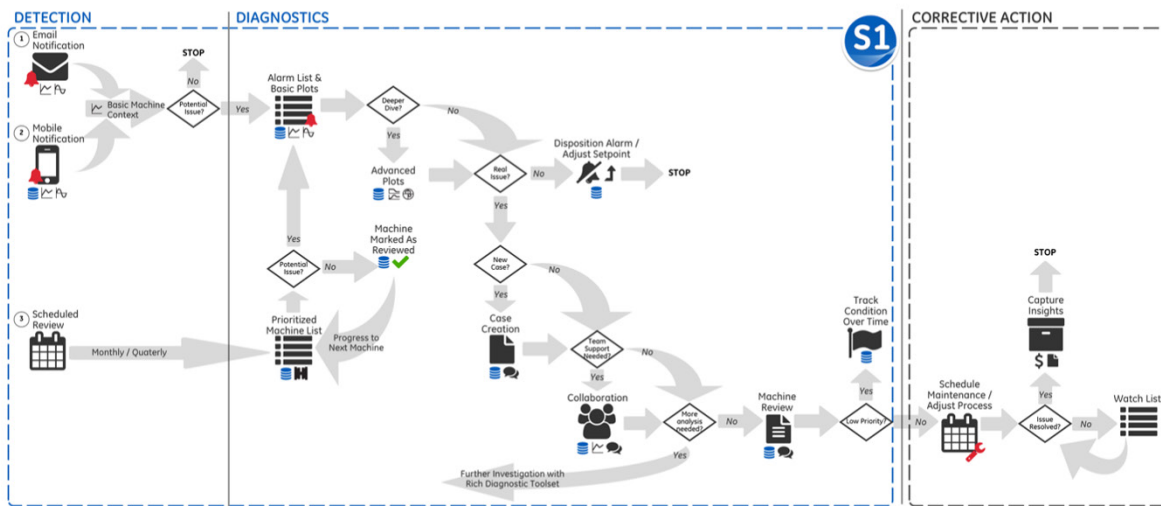 DETECTION
DIAGNOSTICS
CORRECTIVE ACTION
S1
1
Email
Notification
STOP
No
Basic Machine
Context
Potential
Issue?
Yes
2
Mobile
Notification
Alarm List &
Basic Plots
Deeper
Dive?
No
Yes
Advanced
Plots
Real
Issue?
No
Disposition Alarm /
Adjust Setpoint
STOP
Yes
Machine
Marked As
Reviewed
Yes
Potential
Issue?
No
New
Case?
No
Yes
3
Scheduled
Review
Monthly / Quaterly
Prioritized
Machine List
Progress to
Next Machine
Case
Creation
Team
Support
Needed?
No
Yes
Collaboration
More
analysis
needed?
No
Yes
Further Investigation with
Rich Diagnostic Toolset
Machine
Review
Track
Condition
Over Time
Yes
Low Priority?
No
Schedule
Maintenance /
Adjust Process
STOP
Capture
Insights
$
Yes
Issue
Resolved?
No
Watch List